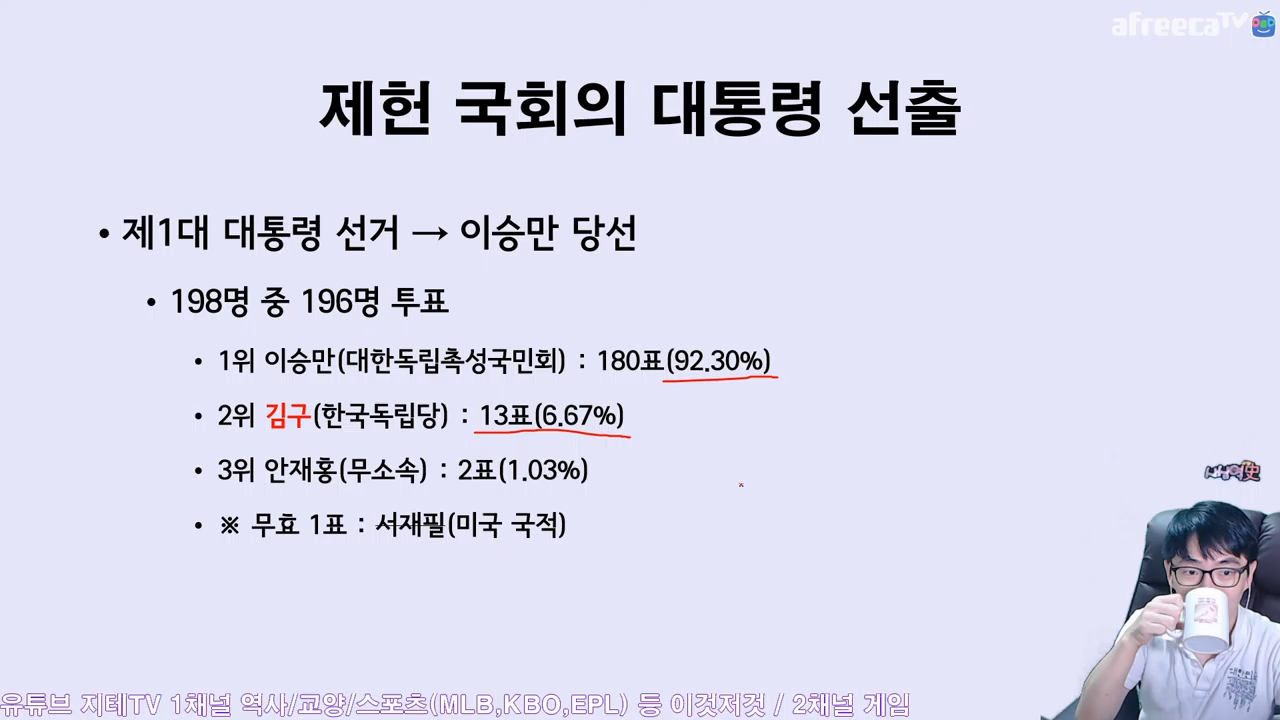 afreecaTV
제헌 국회의 대통령 선출
• 제1대 대통령 선거 → 이승만 당선
• 198명 중 196명 투표
• 1위 이승만(대한독립촉성국민회) : 180표(92.30%)
• 2위 김구(한국독립당) : 13표(6.67%)
• 3위 안재홍(무소속) : 2표(1.03%)
• ※ 무효 1표 : 서재필(미국 국적)
유튜브 지테TV 1채널 역사/교양/스포츠(MLB,KBO,EPL) 등 이것저것 / 2채널 게임